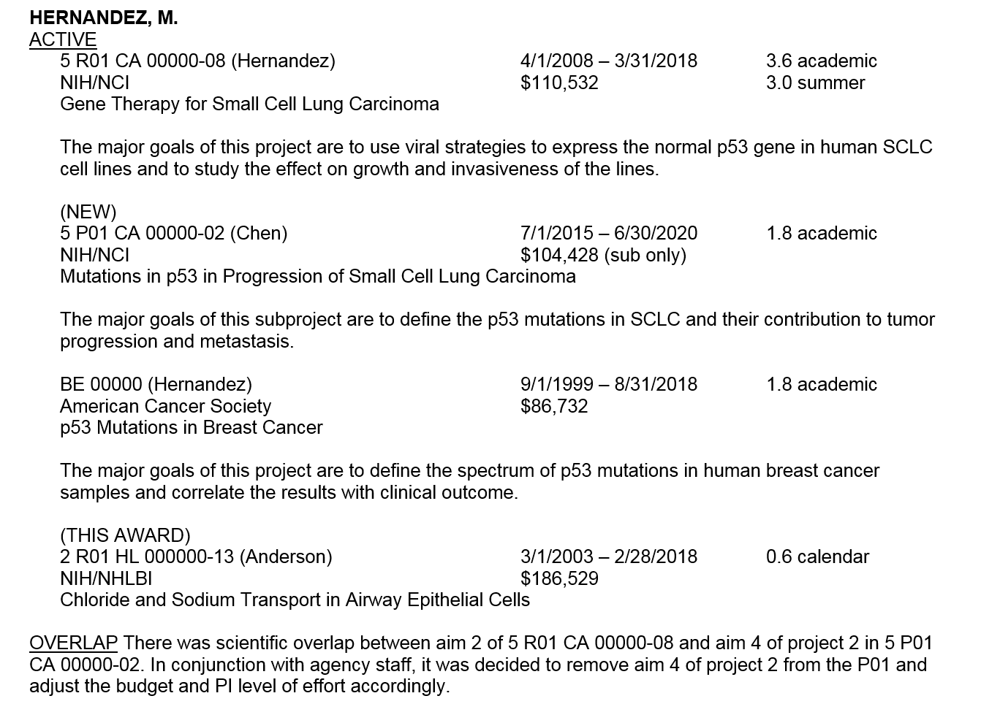 HERNANDEZ, M.
ACTIVE
5 R01 CA 00000-08 (Hernandez) 4/1/2008 – 3/31/2018 3.6 academic
NIH/NCI $110,532 3.0 summer
Gene Therapy for Small Cell Lung Carcinoma
The major goals of this project are to use viral strategies to express the normal p53 gene in human SCLC
cell lines and to study the effect on growth and invasiveness of the lines.
(NEW)
5 P01 CA 00000-02 (Chen) 7/1/2015 – 6/30/2020 1.8 academic
NIH/NCI $104,428 (sub only)
Mutations in p53 in Progression of Small Cell Lung Carcinoma
The major goals of this subproject are to define the p53 mutations in SCLC and their contribution to tumor
progression and metastasis.
BE 00000 (Hernandez) 9/1/1999 – 8/31/2018 1.8 academic
American Cancer Society $86,732
p53 Mutations in Breast Cancer
The major goals of this project are to define the spectrum of p53 mutations in human breast cancer
samples and correlate the results with clinical outcome.
(THIS AWARD)
2 R01 HL 000000-13 (Anderson) 3/1/2003 – 2/28/2018 0.6 calendar
NIH/NHLBI $186,529
Chloride and Sodium Transport in Airway Epithelial Cells
OVERLAP There was scientific overlap between aim 2 of 5 R01 CA 00000-08 and aim 4 of project 2 in 5 P01
CA 00000-02. In conjunction with agency staff, it was decided to remove aim 4 of project 2 from the P01 and
adjust the budget and PI level of effort accordingly.